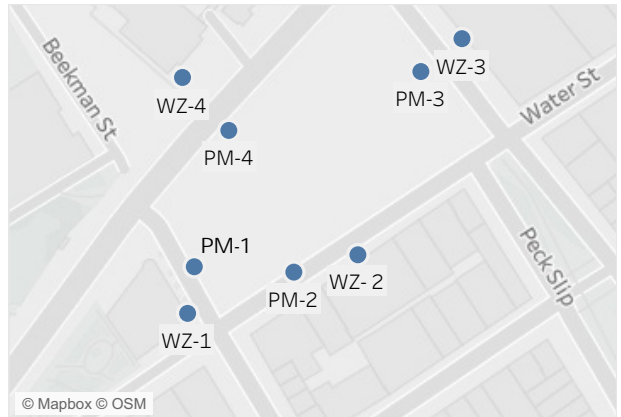 Beekman St
WZ-4
PM-4
WZ-3
PM-3
Water St
PM-1
WZ- 2
PM-2
Peck Slip
WZ-1
© Mapbox © OSM